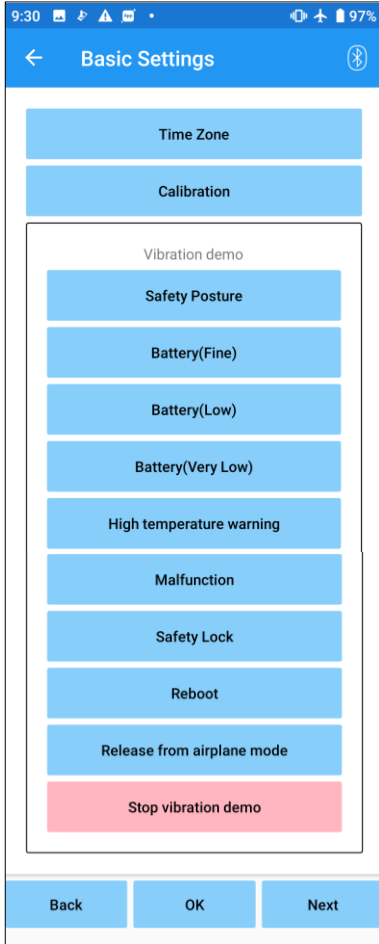 9:30 97%
Basic Settings
Time Zone
Calibration
Vibration demo
Safety Posture
Battery(Fine)
Battery(Low)
Battery(Very Low)
High temperature warning
Malfunction
Safety Lock
Reboot
Release from airplane mode
Stop vibration demo
Back OK Next